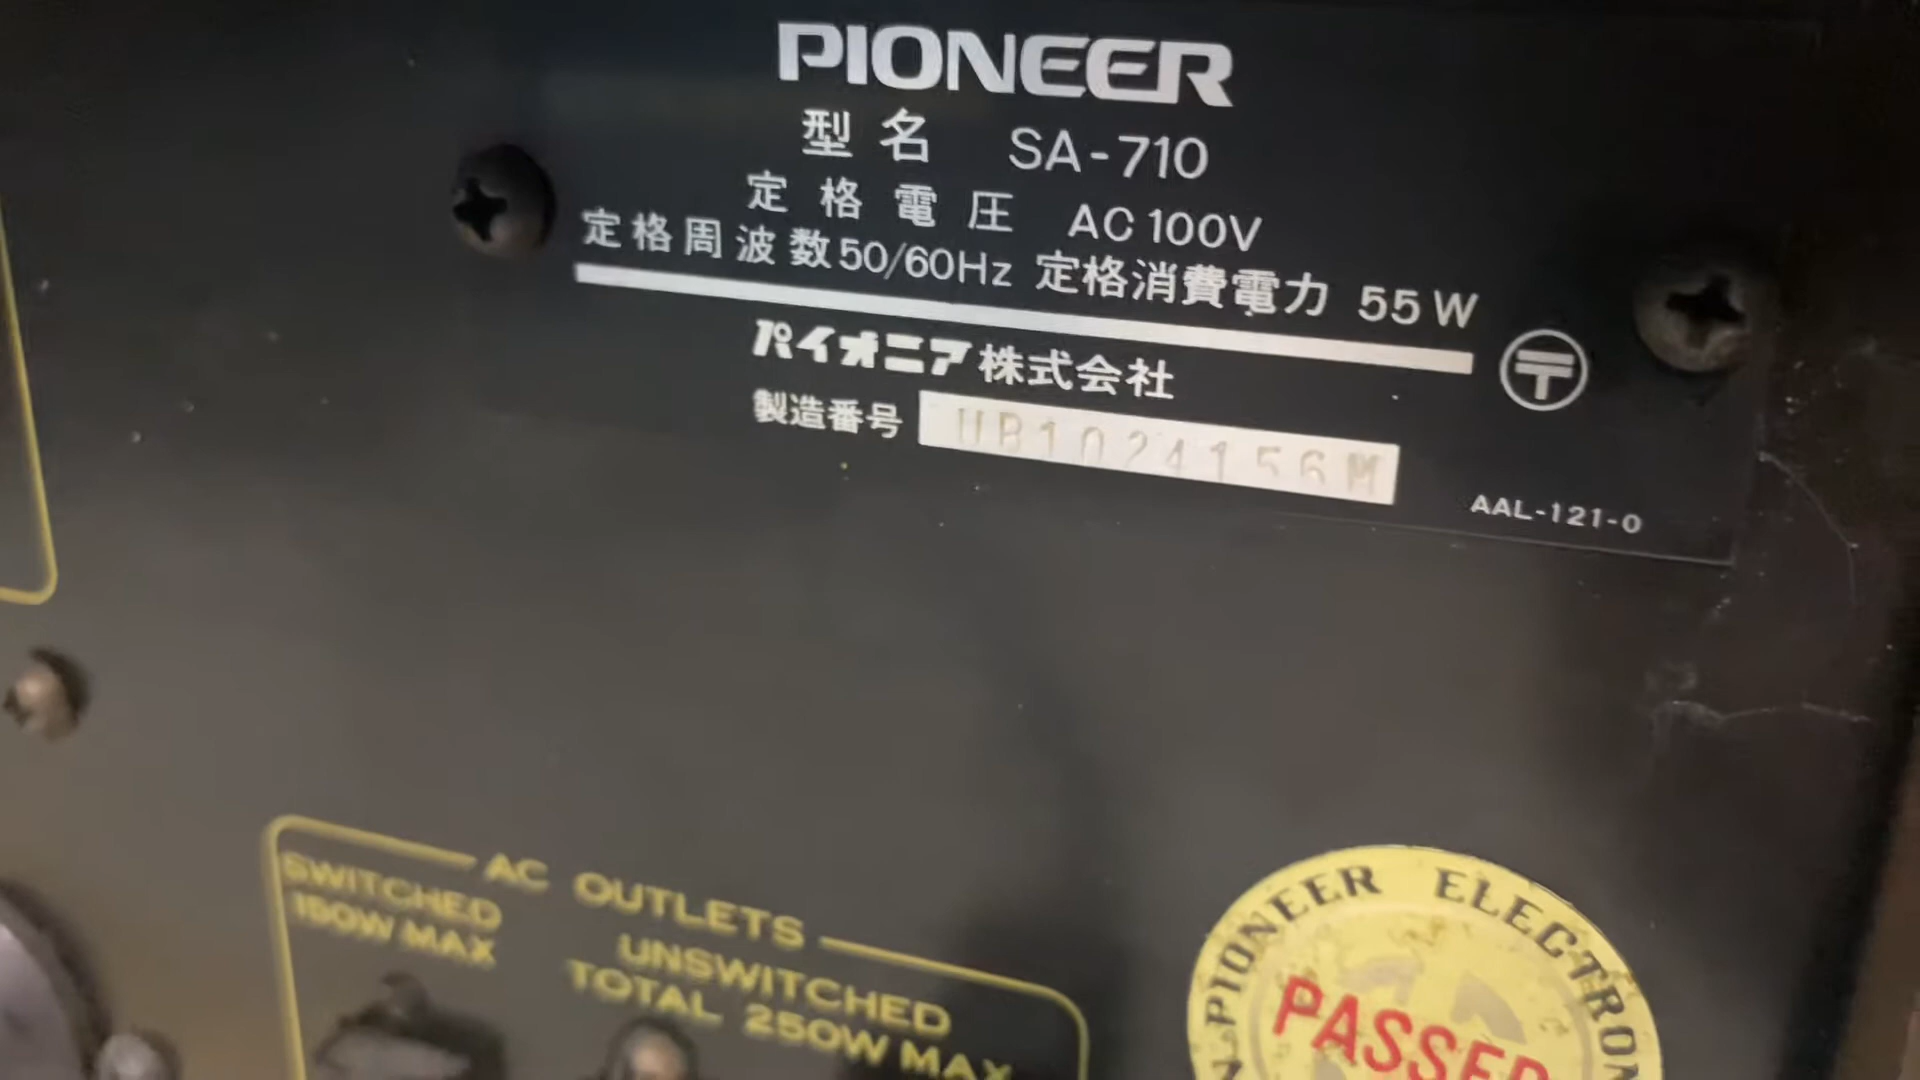 PIONEER
型名 SA-710
定格電圧 AC100V
定格周波数50/60Hz 定格消費電力 55W
パイオニア株式会社
〒
製造番号 UB1024156M
AAL-121-0
AC OUTLETS
SWITCHED
150W MAX
UNSWITCHED
TOTAL 250W MAX
PIONEER ELECTRON
PASSED